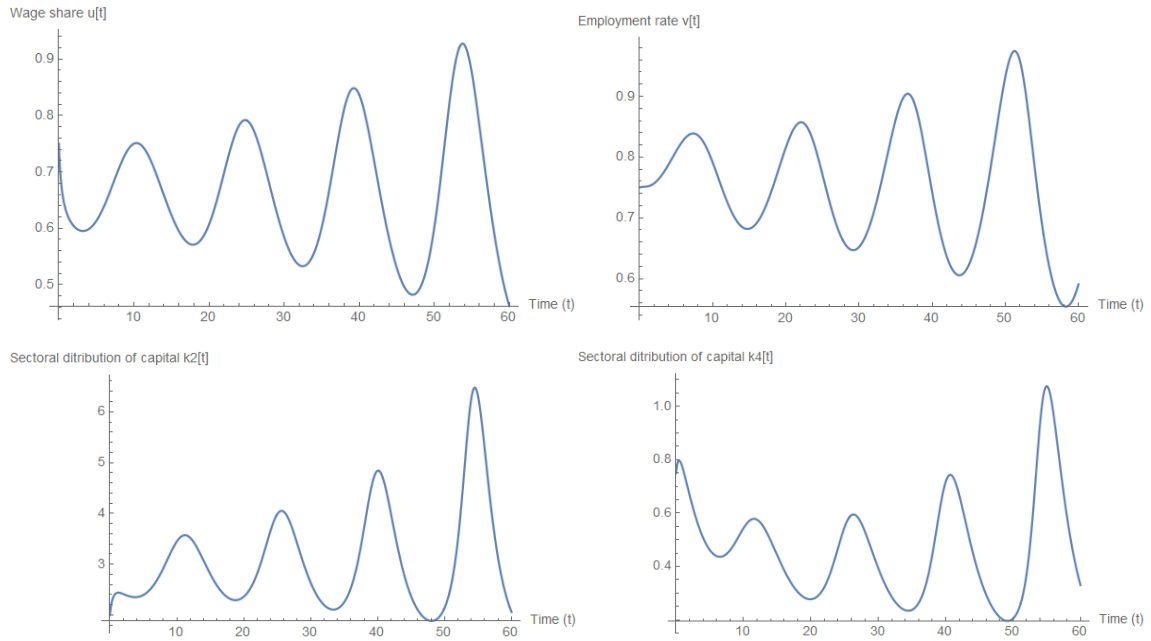 Wage share u[t]
0.9
0.8
0.7
0.6
0.5
10 20 30 40 50 60
Time (t)
Employment rate v[t]
0.9
0.8
0.7
0.6
10 20 30 40 50 60
Time (t)
Sectoral ditribution of capital k2[t]
6
5
4
3
10 20 30 40 50 60
Time (t)
Sectoral ditribution of capital k4[t]
1.0
0.8
0.6
0.4
10 20 30 40 50 60
Time (t)